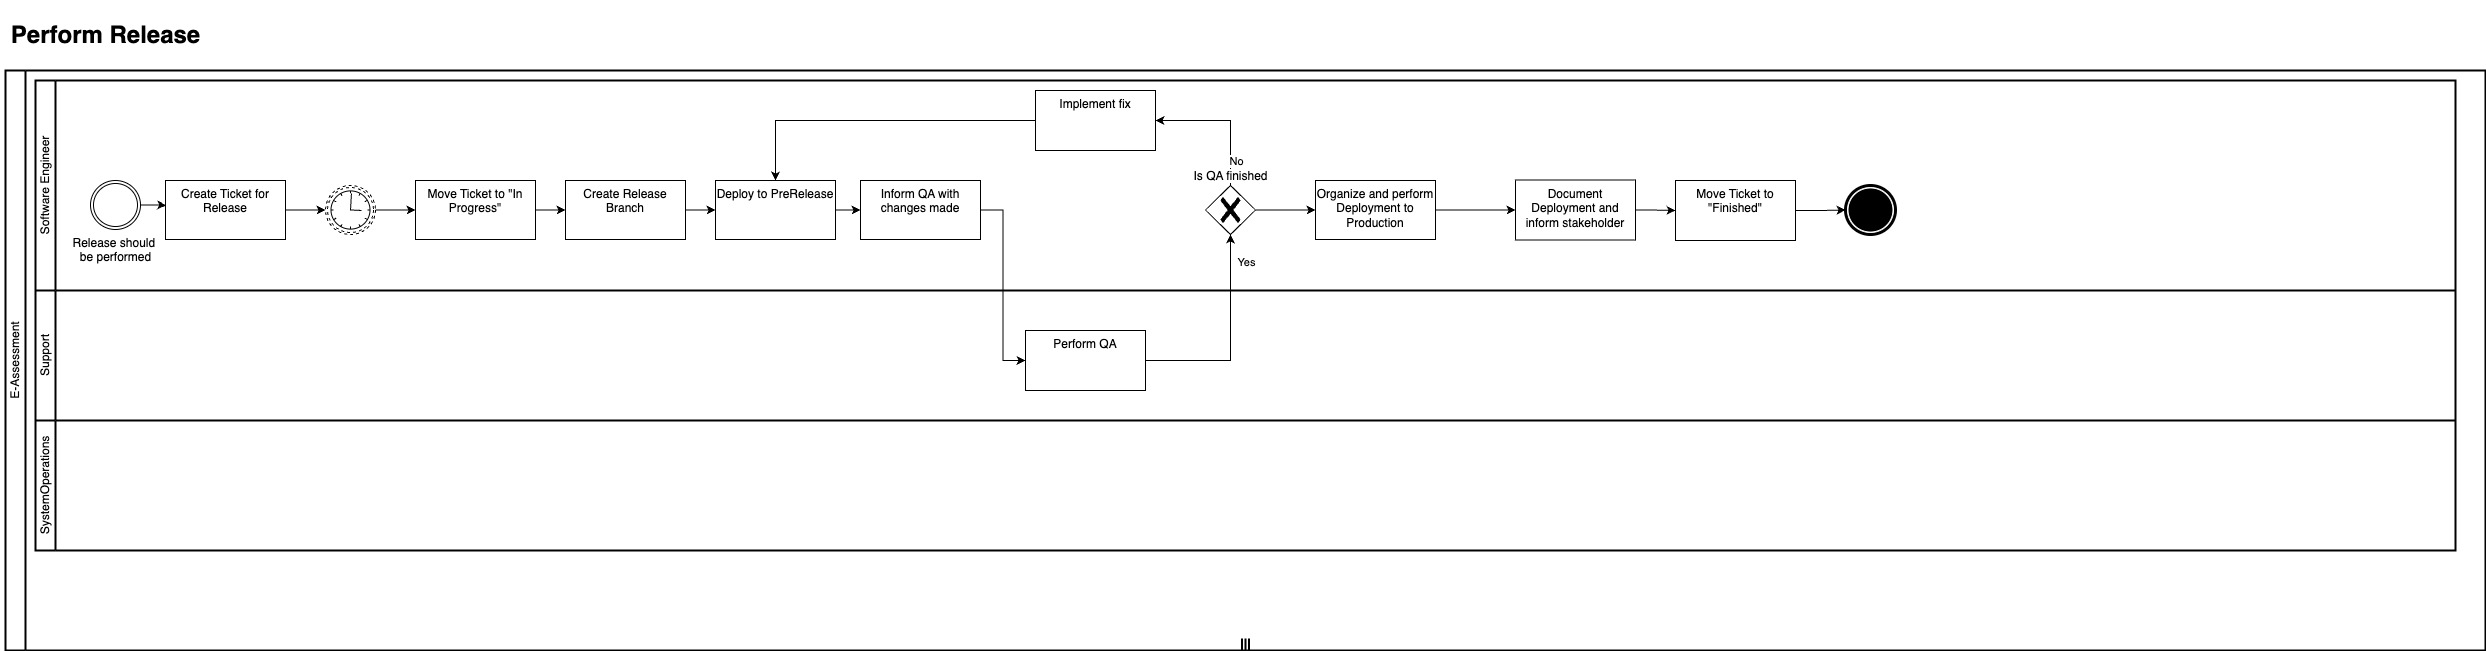 Perform Release
E-Assessment
Software Engineer
Release should
be performed
Create Ticket for
Release
Move Ticket to "In
Progress"
Create Release
Branch
Deploy to PreRelease
Inform QA with
changes made
Implement fix
No
Is QA finished
Yes
Organize and perform
Deployment to
Production
Document
Deployment and
inform stakeholder
Move Ticket to
"Finished"
Support
Perform QA
SystemOperations